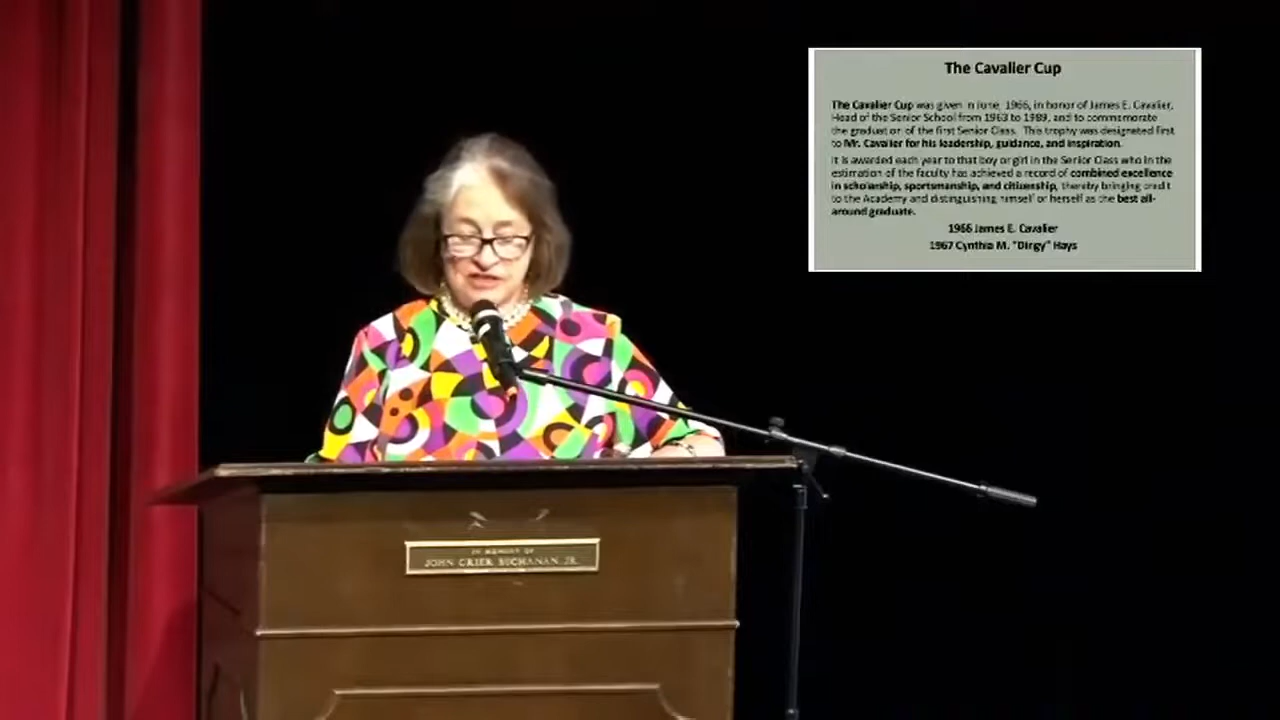 The Cavalier Cup
The Cavalier Cup was given in June, 1966, in honor of James E. Cavalier,
Head of the Senior School from 1963 to 1989, and to commemorate
the graduation of the first Senior Class. This trophy was designated first
to Mr. Cavalier for his leadership, guidance, and inspiration.
It is awarded each year to that boy or girl in the Senior Class who in the
estimation of the faculty has achieved a record of combined excellence
in scholarship, sportsmanship, and citizenship, thereby bringing credit
to the Academy and distinguishing himself or herself as the best all-
around graduate.
1966 James E. Cavalier
1967 Cynthia M. "Dirgy" Hays
IN MEMORY OF
JOHN GRIER BUCHANAN JR.